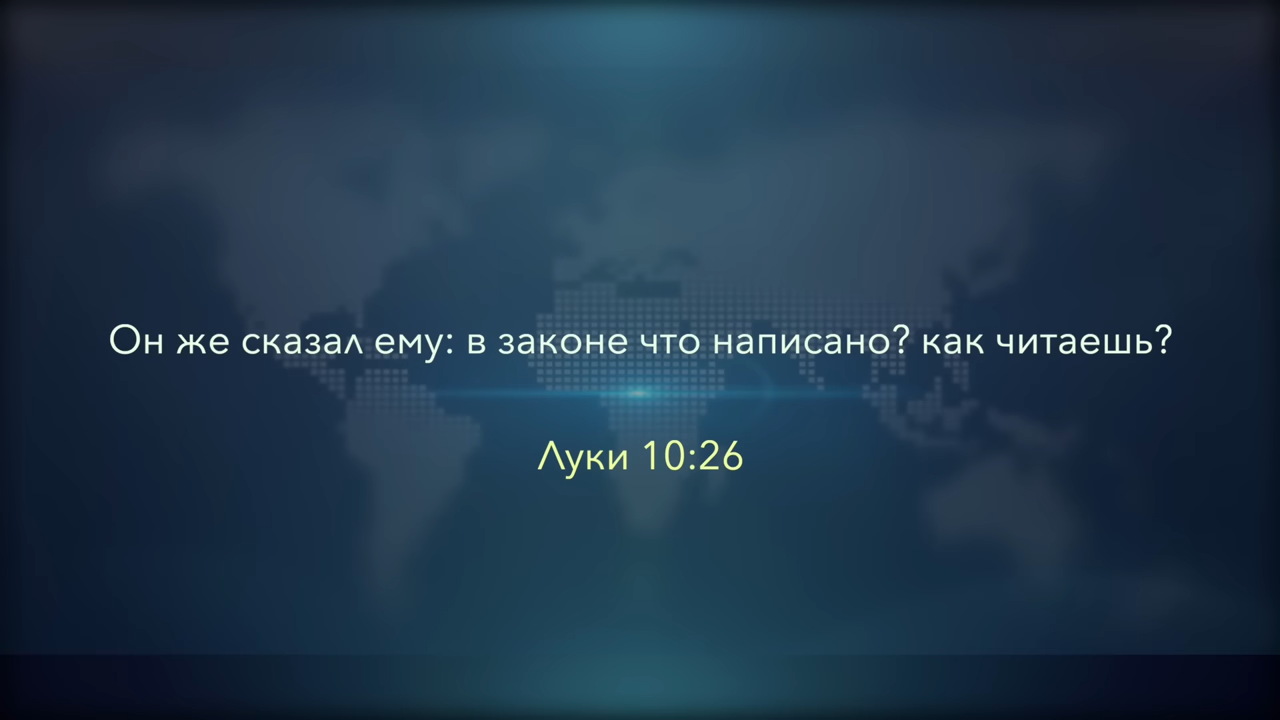 Он же сказал ему: в законе что написано? как читаешь?
Луки 10:26